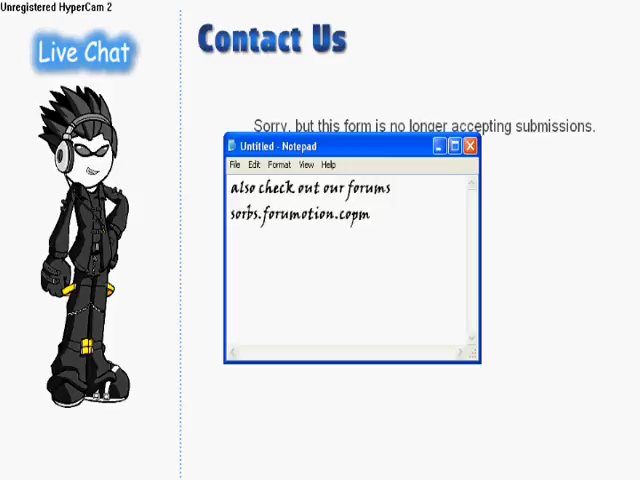 Unregistered HyperCam 2
Live Chat
Contact Us
Sorry, but this form is no longer accepting submissions.
Untitled - Notepad
File Edit Format View Help
also check out our forums
sorbs.forumotion.copm